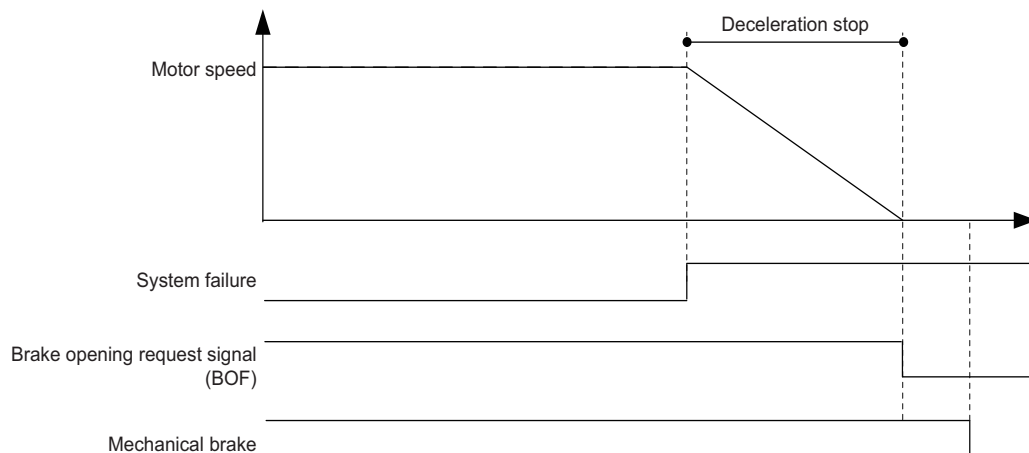 Deceleration stop
Motor speed
System failure
Brake opening request signal
(BOF)
Mechanical brake